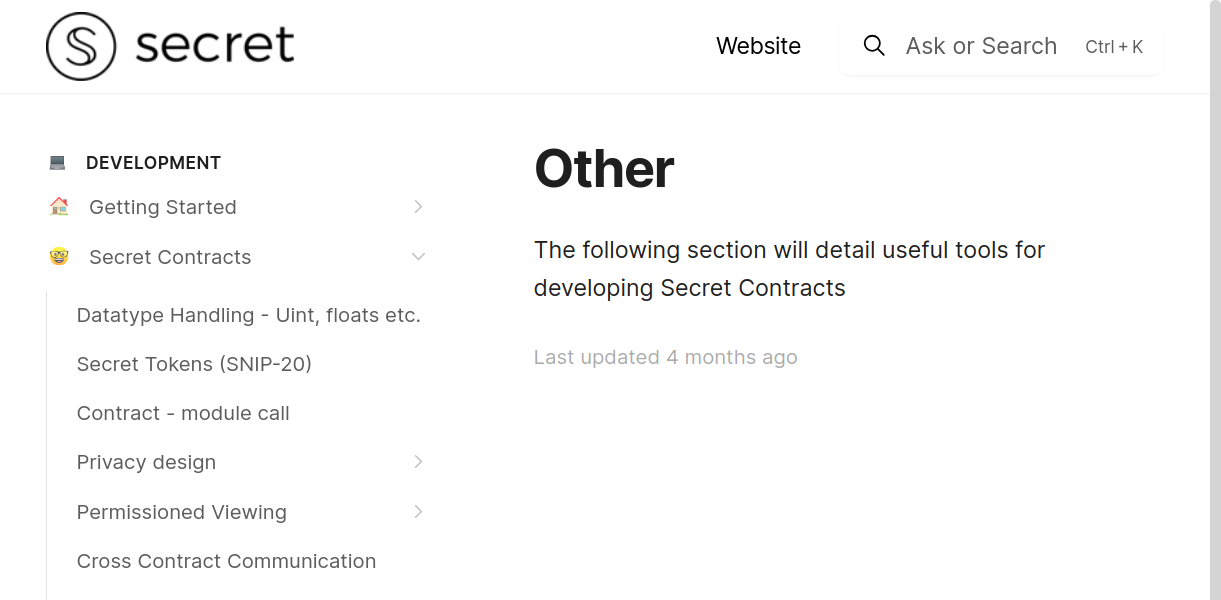 secret
Website
Ask or Search Ctrl + K
DEVELOPMENT
Getting Started
Secret Contracts
Datatype Handling - Uint, floats etc.
Secret Tokens (SNIP-20)
Contract - module call
Privacy design
Permissioned Viewing
Cross Contract Communication
Other
The following section will detail useful tools for
developing Secret Contracts
Last updated 4 months ago